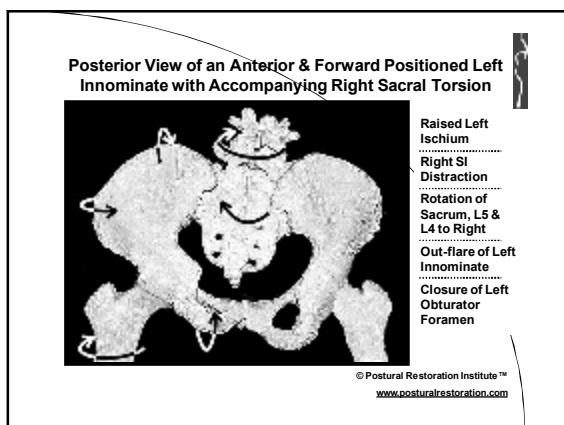 Posterior View of an Anterior & Forward Positioned Left
Innominate with Accompanying Right Sacral Torsion
Raised Left
Ischium
Right SI
Distraction
Rotation of
Sacrum, L5 &
L4 to Right
Out-flare of Left
Innominate
Closure of Left
Obturator
Foramen
© Postural Restoration Institute™
www.posturalrestoration.com